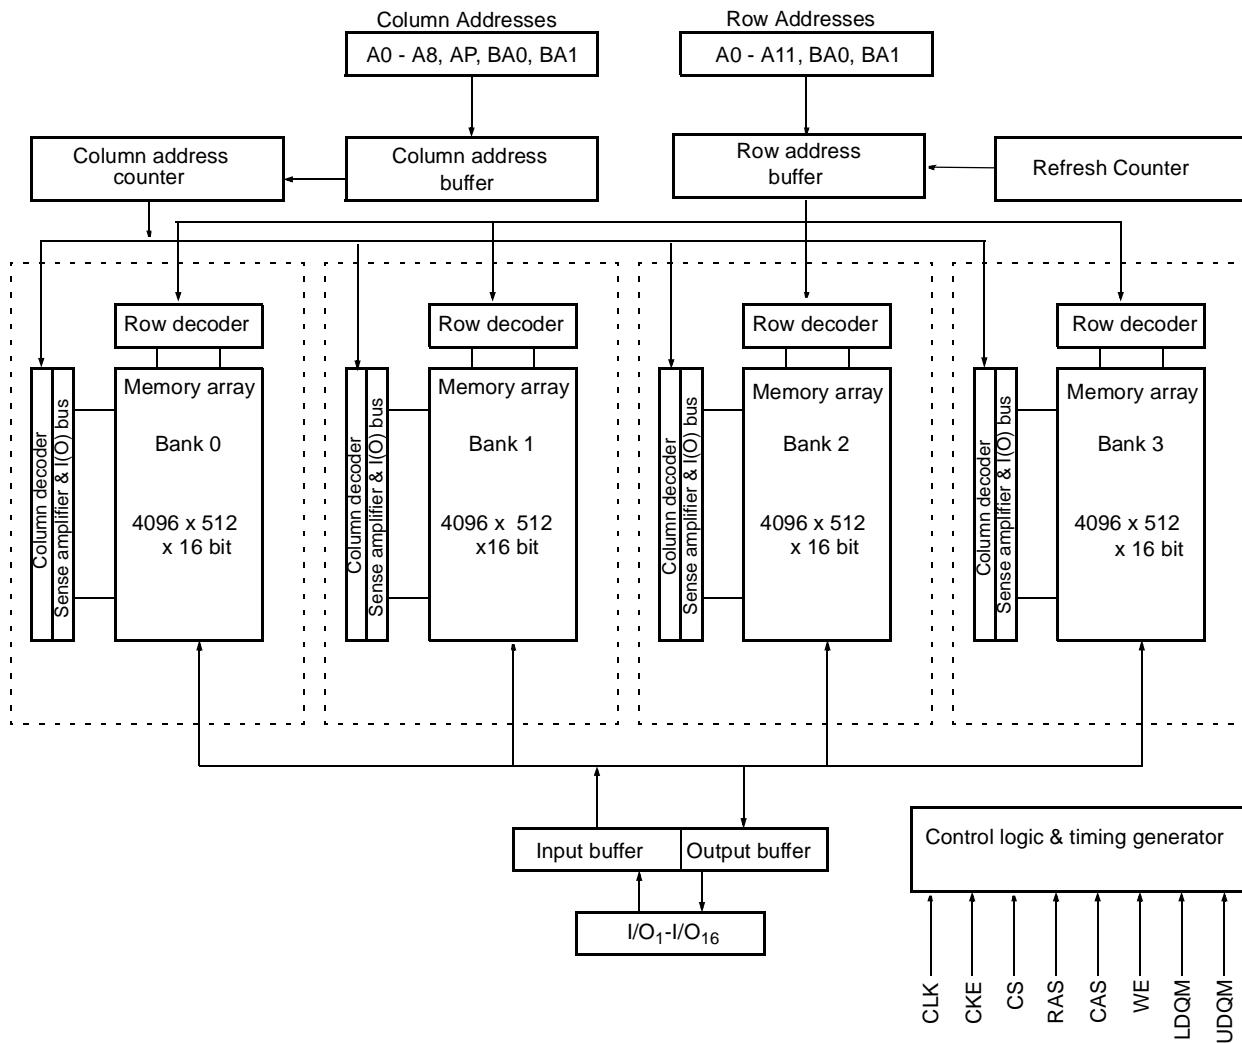 Column Addresses
A0 - A8, AP, BA0, BA1
Row Addresses
A0 - A11, BA0, BA1
Column address
counter
Column address
buffer
Row address
buffer
Refresh Counter
Row decoder
Row decoder
Row decoder
Row decoder
Column decoder
Sense amplifier & I(O) bus
Memory array
Bank 0
4096 x 512
x 16 bit
Column decoder
Sense amplifier & I(O) bus
Memory array
Bank 1
4096 x 512
x16 bit
Column decoder
Sense amplifier & I(O) bus
Memory array
Bank 2
4096 x 512
x 16 bit
Column decoder
Sense amplifier & I(O) bus
Memory array
Bank 3
4096 x 512
x 16 bit
Input buffer
Output buffer
I/O1-I/O16
Control logic & timing generator
CLK
CKE
CS
RAS
CAS
WE
LDQM
UDQM